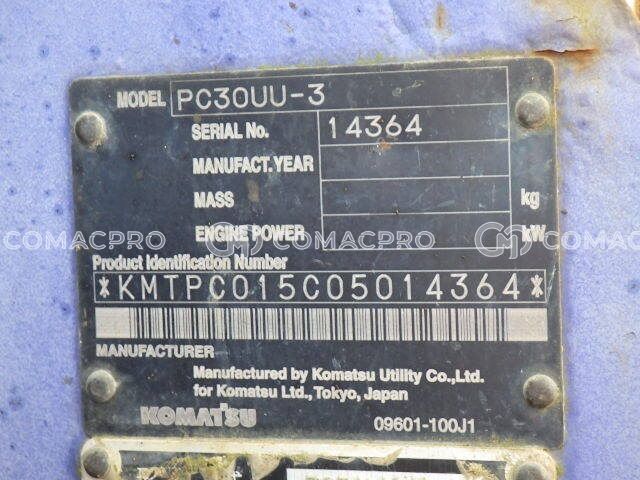 MODEL PC30UU-3
SERIAL No. 14364
MANUFACT.YEAR
MASS kg
ENGINE POWER kW
COMACPRO COMACPRO COMACPRO
Product Identification Number
*KMTPC015C05014364*
MANUFACTURER
Manufactured by Komatsu Utility Co.,Ltd.
for Komatsu Ltd.,Tokyo, Japan
KOMATSU 09601-100J1